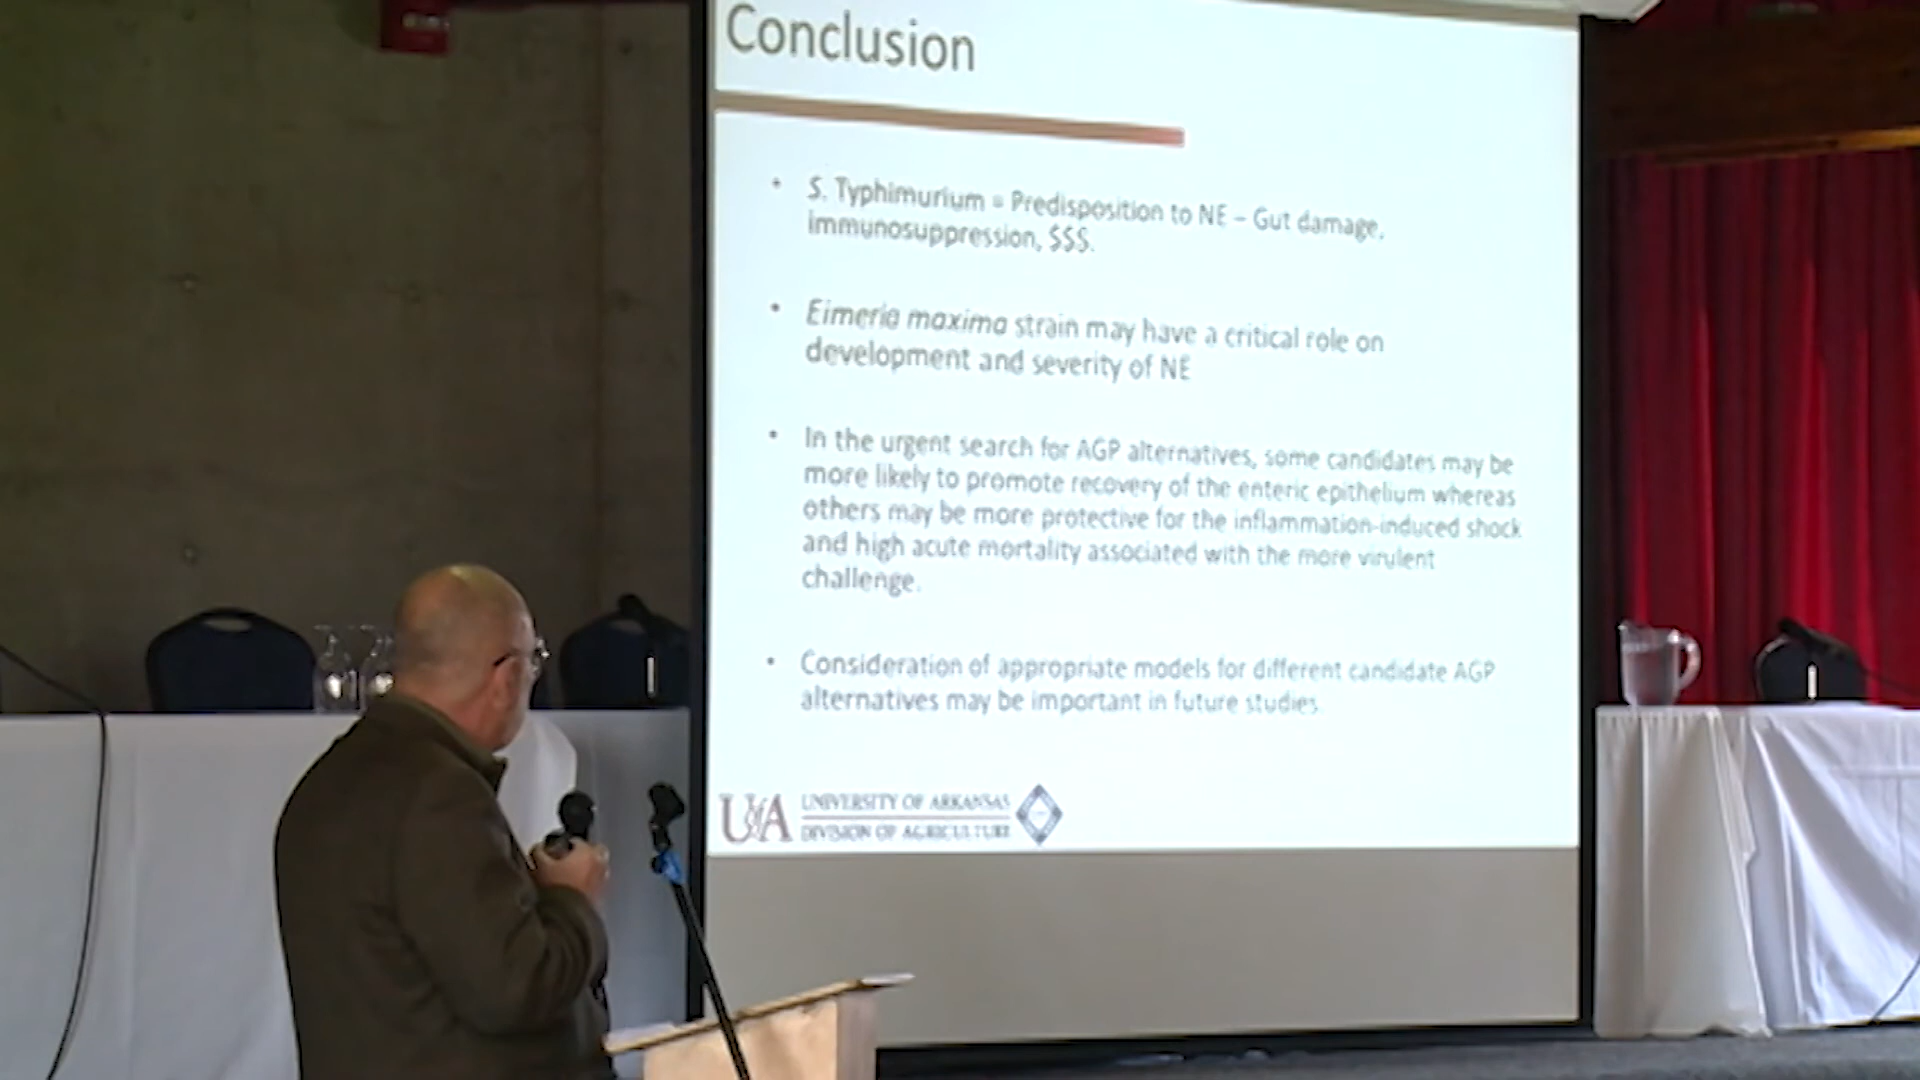 Conclusion
• S. Typhimurium = Predisposition to NE – Gut damage,
immunosuppression, $$$.
• Eimeria maxima strain may have a critical role on
development and severity of NE
• In the urgent search for AGP alternatives, some candidates may be
more likely to promote recovery of the enteric epithelium whereas
others may be more protective for the inflammation-induced shock
and high acute mortality associated with the more virulent
challenge.
• Consideration of appropriate models for different candidate AGP
alternatives may be important in future studies.
UofA UNIVERSITY OF ARKANSAS
DIVISION OF AGRICULTURE